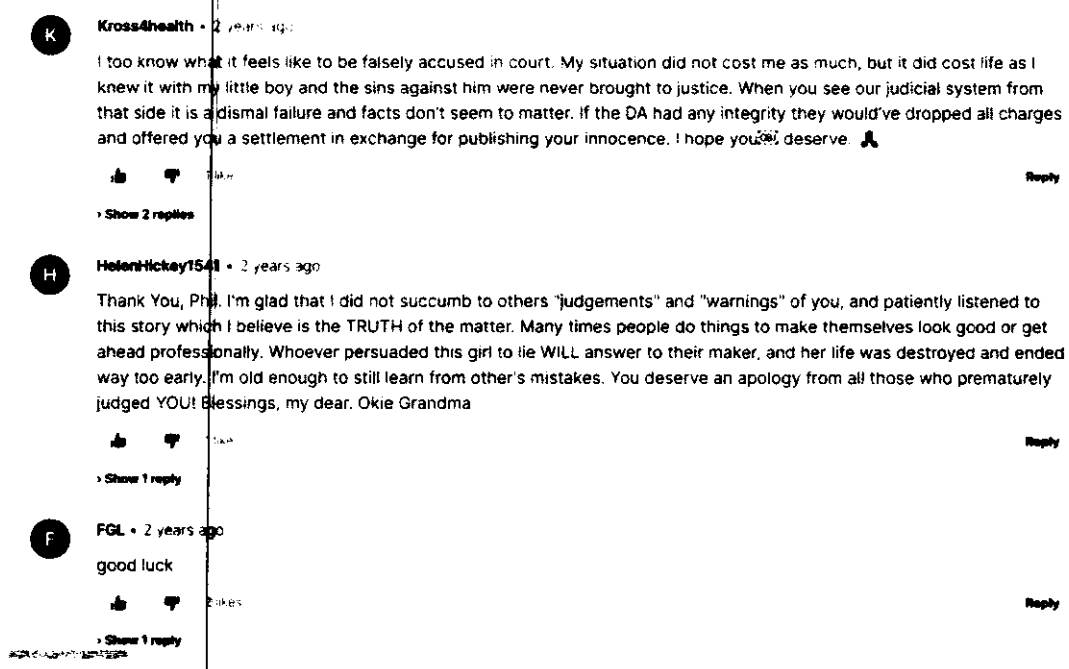 K
Kross4health • 2 years ago
I too know what it feels like to be falsely accused in court. My situation did not cost me as much, but it did cost life as I
knew it with my little boy and the sins against him were never brought to justice. When you see our judicial system from
that side it is a dismal failure and facts don't seem to matter. If the DA had any integrity they would've dropped all charges
and offered you a settlement in exchange for publishing your innocence. I hope you deserve.
1 like
Reply
› Show 2 replies
H
HelenHickey1541 • 2 years ago
Thank You, Phil. I'm glad that I did not succumb to others "judgements" and "warnings" of you, and patiently listened to
this story which I believe is the TRUTH of the matter. Many times people do things to make themselves look good or get
ahead professionally. Whoever persuaded this girl to lie WILL answer to their maker, and her life was destroyed and ended
way too early. I'm old enough to still learn from other's mistakes. You deserve an apology from all those who prematurely
judged YOU! Blessings, my dear. Okie Grandma
1 like
Reply
› Show 1 reply
F
FGL • 2 years ago
good luck
2 likes
Reply
› Show 1 reply